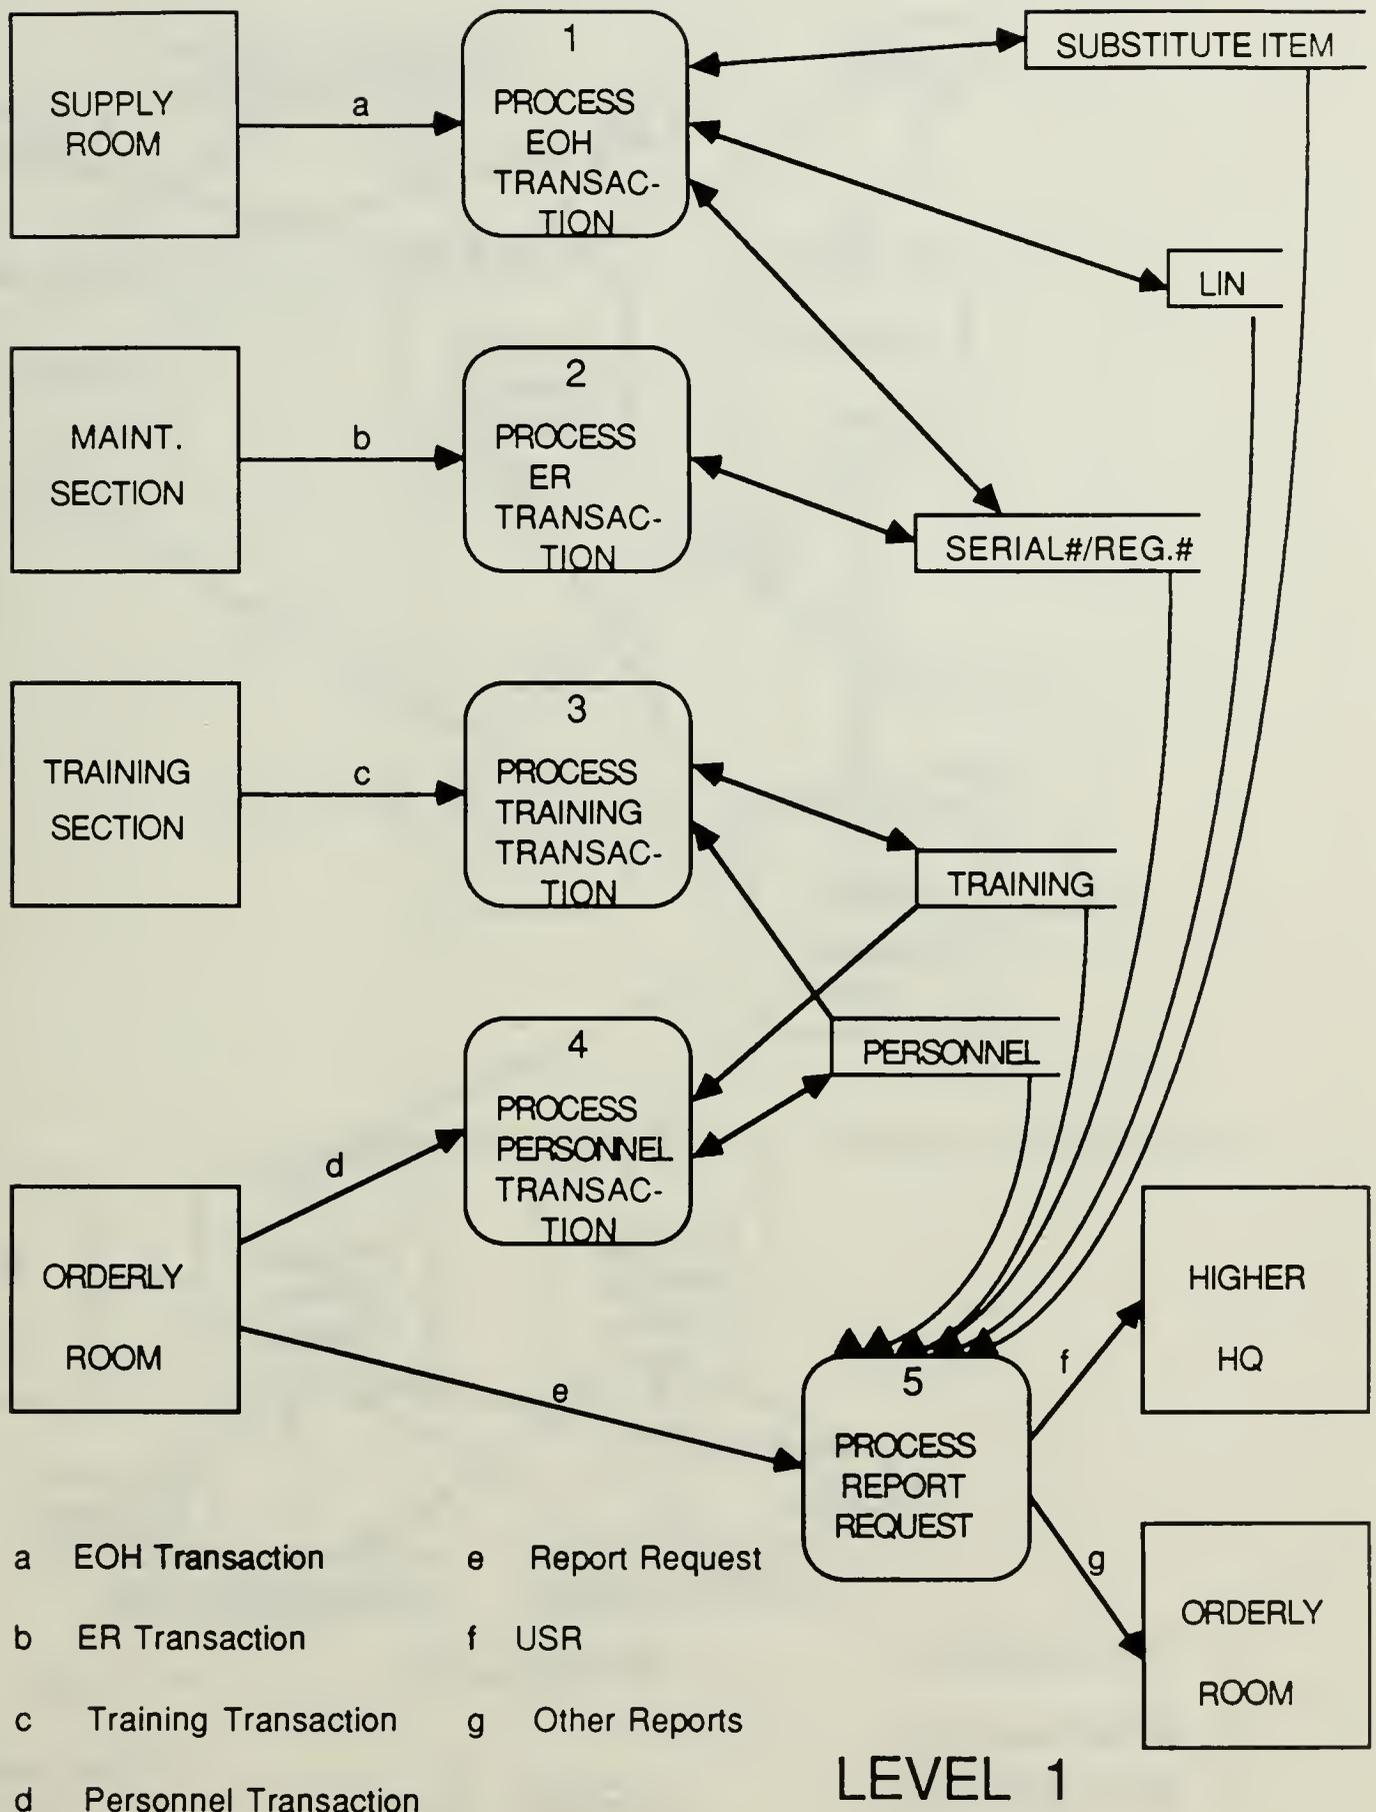 SUPPLY
ROOM
a
1
PROCESS
EOH
TRANSAC-
TION
SUBSTITUTE ITEM
LIN
MAINT.
SECTION
b
2
PROCESS
ER
TRANSAC-
TION
SERIAL#/REG.#
TRAINING
SECTION
c
3
PROCESS
TRAINING
TRANSAC-
TION
TRAINING
PERSONNEL
4
PROCESS
PERSONNEL
TRANSAC-
TION
d
ORDERLY
ROOM
e
5
PROCESS
REPORT
REQUEST
f
HIGHER
HQ
g
ORDERLY
ROOM
a EOH Transaction
e Report Request
b ER Transaction
f USR
c Training Transaction
g Other Reports
d Personnel Transaction
LEVEL 1